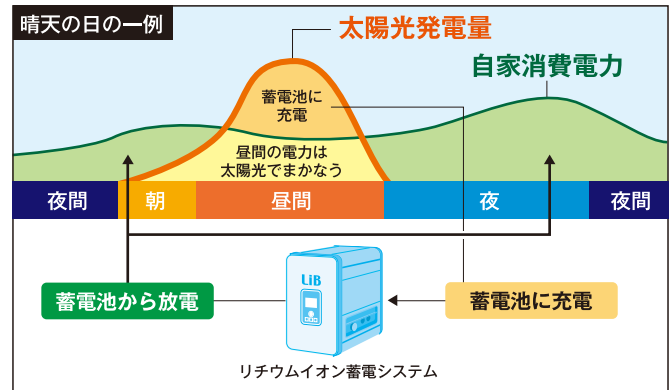 晴天の日の一例
太陽光発電量
自家消費電力
蓄電池に
充電
昼間の電力は
太陽光でまかなう
夜間
朝
昼間
夜
夜間
蓄電池から放電
LiB
蓄電池に充電
リチウムイオン蓄電システム